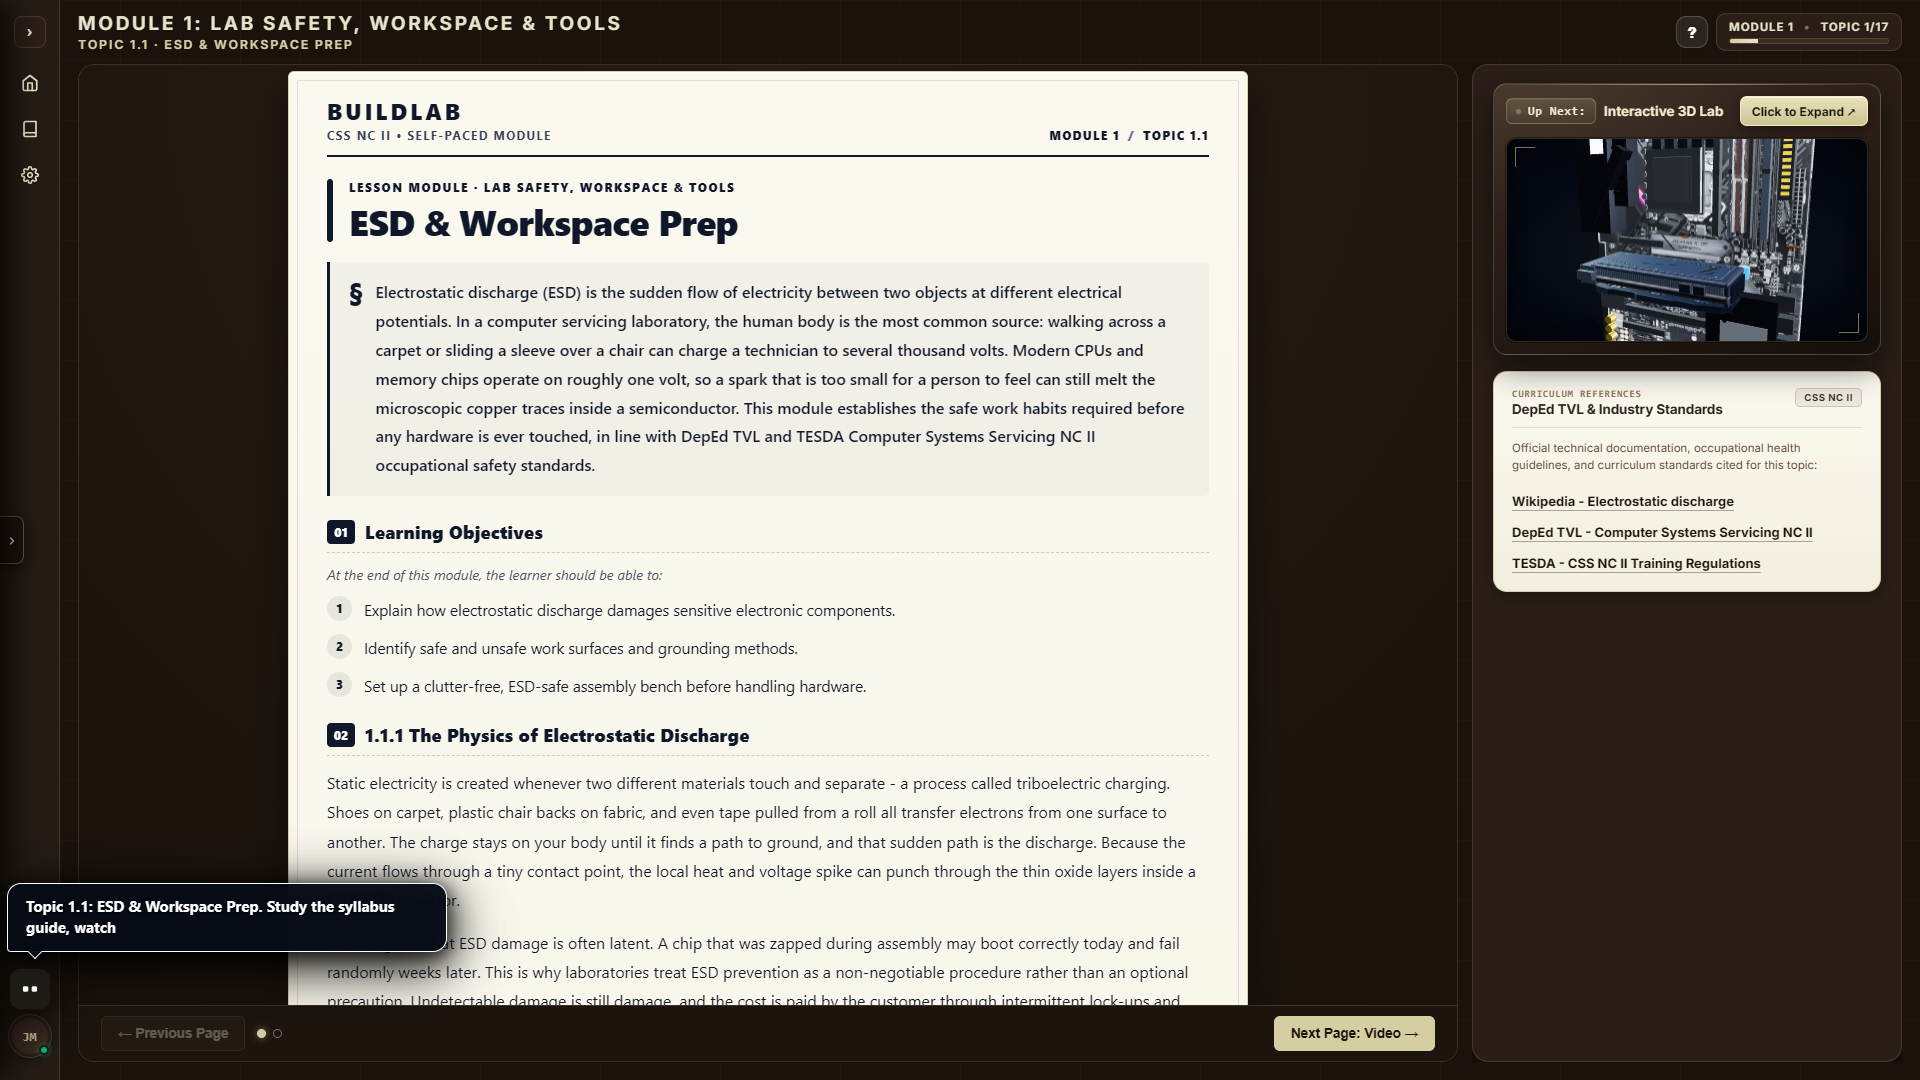 MODULE 1: LAB SAFETY, WORKSPACE & TOOLS
TOPIC 1.1 · ESD & WORKSPACE PREP
?
MODULE 1 • TOPIC 1/17
BUILDLAB
CSS NC II • SELF-PACED MODULE
MODULE 1 / TOPIC 1.1
LESSON MODULE · LAB SAFETY, WORKSPACE & TOOLS
ESD & Workspace Prep
§
Electrostatic discharge (ESD) is the sudden flow of electricity between two objects at different electrical
potentials. In a computer servicing laboratory, the human body is the most common source: walking across a
carpet or sliding a sleeve over a chair can charge a technician to several thousand volts. Modern CPUs and
memory chips operate on roughly one volt, so a spark that is too small for a person to feel can still melt the
microscopic copper traces inside a semiconductor. This module establishes the safe work habits required before
any hardware is ever touched, in line with DepEd TVL and TESDA Computer Systems Servicing NC II
occupational safety standards.
01 Learning Objectives
At the end of this module, the learner should be able to:
1 Explain how electrostatic discharge damages sensitive electronic components.
2 Identify safe and unsafe work surfaces and grounding methods.
3 Set up a clutter-free, ESD-safe assembly bench before handling hardware.
02 1.1.1 The Physics of Electrostatic Discharge
Static electricity is created whenever two different materials touch and separate - a process called triboelectric charging.
Shoes on carpet, plastic chair backs on fabric, and even tape pulled from a roll all transfer electrons from one surface to
another. The charge stays on your body until it finds a path to ground, and that sudden path is the discharge. Because the
current flows through a tiny contact point, the local heat and voltage spike can punch through the thin oxide layers inside a
ESD damage is often latent. A chip that was zapped during assembly may boot correctly today and fail
randomly weeks later. This is why laboratories treat ESD prevention as a non-negotiable procedure rather than an optional
precaution. Undetectable damage is still damage, and the cost is paid by the customer through intermittent lock-ups and
Topic 1.1: ESD & Workspace Prep. Study the syllabus
guide, watch
JM
← Previous Page
Next Page: Video →
Up Next: Interactive 3D Lab
Click to Expand ↗
CURRICULUM REFERENCES
DepEd TVL & Industry Standards
CSS NC II
Official technical documentation, occupational health
guidelines, and curriculum standards cited for this topic:
Wikipedia - Electrostatic discharge
DepEd TVL - Computer Systems Servicing NC II
TESDA - CSS NC II Training Regulations